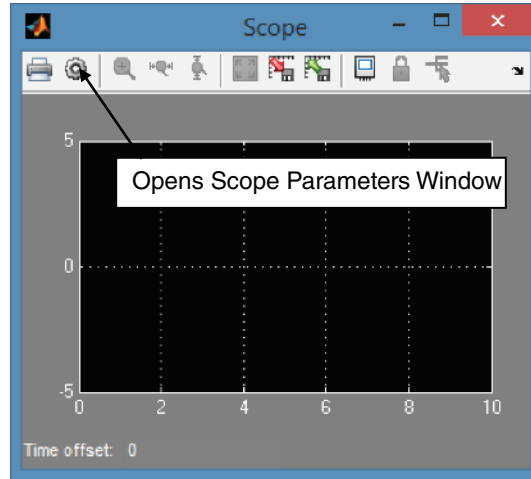 Scope
5
Opens Scope Parameters Window
0
-5
0 2 4 6 8 10
Time offset: 0